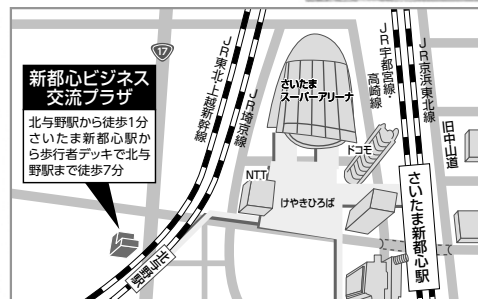 17
新都心ビジネス
交流プラザ
北与野駅から徒歩1分
さいたま新都心駅か
ら歩行者デッキで北与
野駅まで徒歩7分
JR東北・上越新幹線
JR埼京線
さいたま
スーパーアリーナ
JR宇都宮線・
高崎線
JR京浜東北線
旧中山道
ドコモ
NTT
けやきひろば
さいたま新都心駅
北与野駅